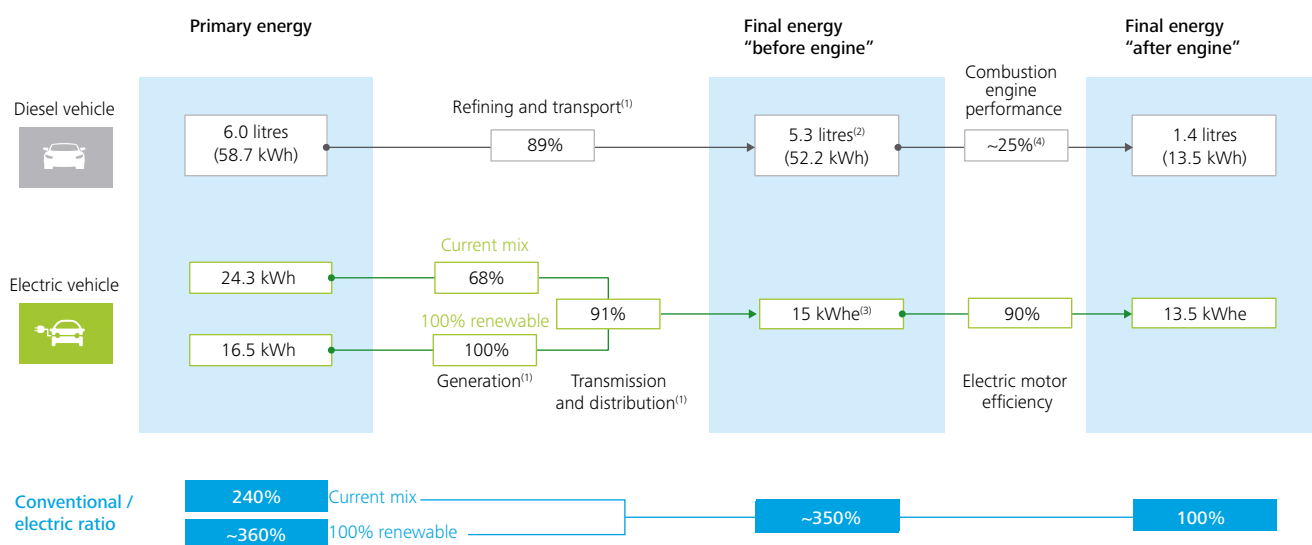 Primary energy
Final energy
“before engine”
Final energy
“after engine”
Diesel vehicle
6.0 litres
(58.7 kWh)
Refining and transport(1)
89%
5.3 litres(2)
(52.2 kWh)
Combustion
engine
performance
~25%(4)
1.4 litres
(13.5 kWh)
Electric vehicle
24.3 kWh
Current mix
68%
16.5 kWh
100% renewable
100%
Generation(1)
91%
Transmission
and distribution(1)
15 kWhe(3)
90%
Electric motor
efficiency
13.5 kWhe
Conventional /
electric ratio
240%
Current mix
~360%
100% renewable
~350%
100%